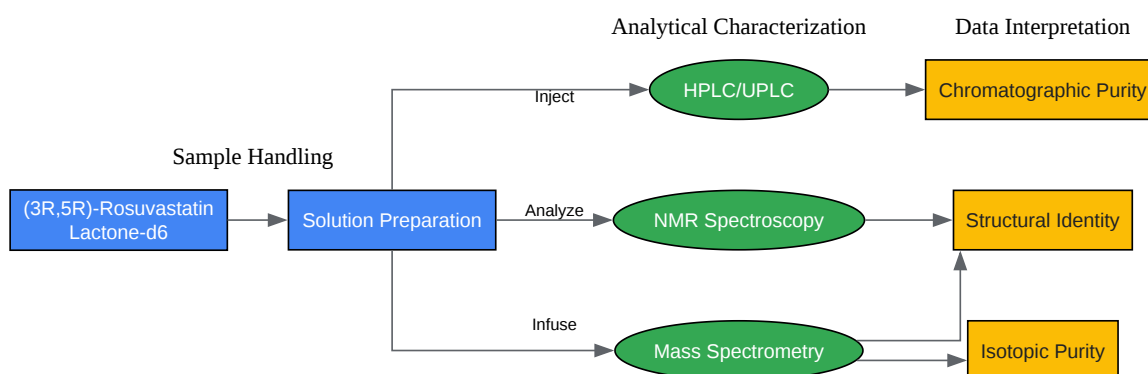 Analytical Characterization
Data Interpretation
HPLC/UPLC
Chromatographic Purity
Inject
Sample Handling
(3R,5R)-Rosuvastatin
Lactone-d6
Solution Preparation
Analyze
NMR Spectroscopy
Structural Identity
Infuse
Mass Spectrometry
Isotopic Purity